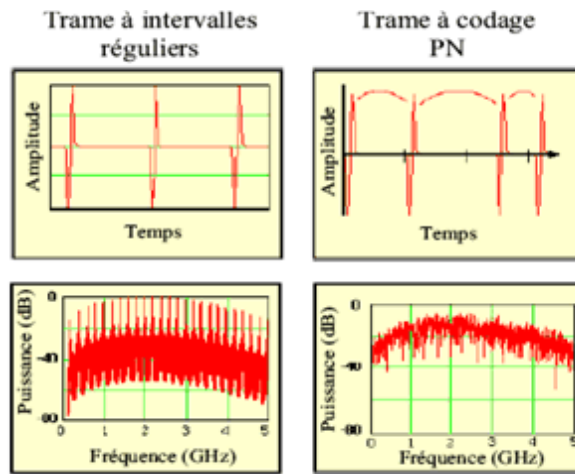 Trame à intervalles
réguliers
Trame à codage
PN
Amplitude
Temps
Amplitude
Temps
Puissance (dB)
0
-40
-80
0 1 2 3 4 5
Fréquence (GHz)
Puissance (dB)
-0
-40
-80
0 1 2 3 4 5
Fréquence (GHz)